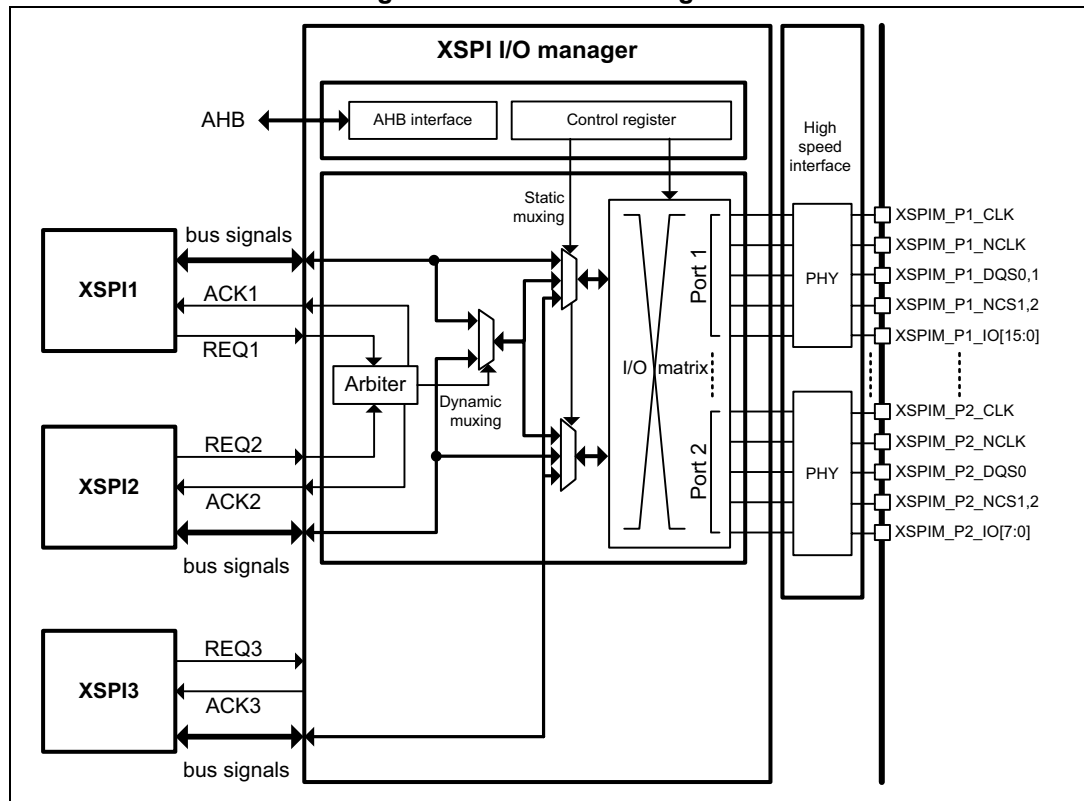 XSPI I/O manager
AHB
AHB interface
Control register
High
speed
interface
Static
muxing
bus signals
XSPI1
ACK1
REQ1
Arbiter
Dynamic
muxing
I/O
matrix
Port 1
Port 2
PHY
XSPIM_P1_CLK
XSPIM_P1_NCLK
XSPIM_P1_DQS0,1
XSPIM_P1_NCS1,2
XSPIM_P1_IO[15:0]
REQ2
XSPI2
ACK2
bus signals
PHY
XSPIM_P2_CLK
XSPIM_P2_NCLK
XSPIM_P2_DQS0
XSPIM_P2_NCS1,2
XSPIM_P2_IO[7:0]
REQ3
XSPI3
ACK3
bus signals